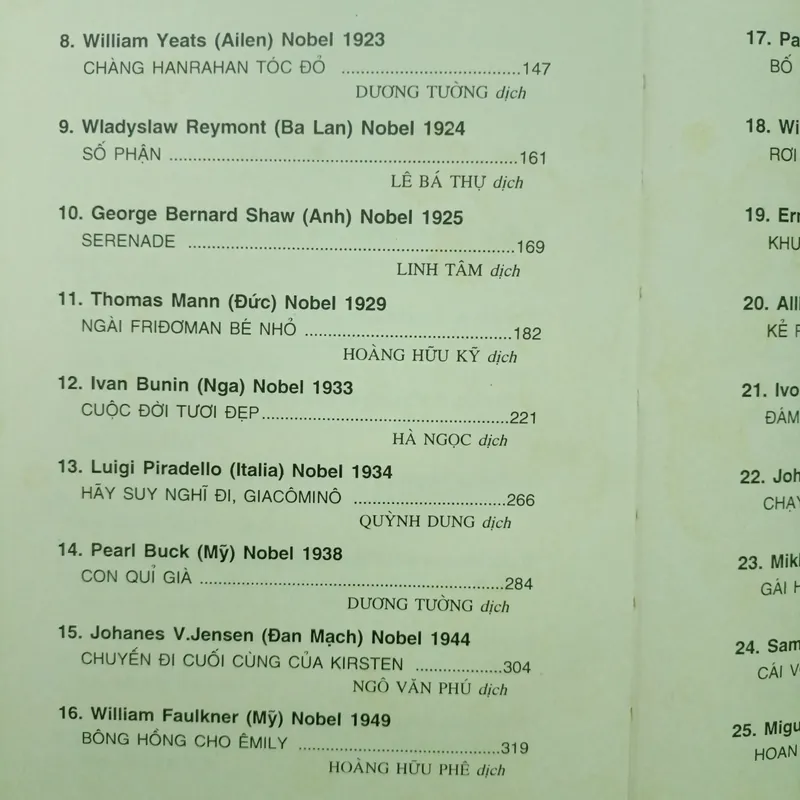 8. William Yeats (Ailen) Nobel 1923
CHÀNG HANRAHAN TÓC ĐỎ ....................................147
DƯƠNG TƯỜNG dịch
9. Wladyslaw Reymont (Ba Lan) Nobel 1924
SỐ PHẬN ......................................................................161
LÊ BÁ THỤ dịch
10. George Bernard Shaw (Anh) Nobel 1925
SERENADE ..................................................................169
LINH TÂM dịch
11. Thomas Mann (Đức) Nobel 1929
NGÀI FRIĐƠMAN BÉ NHỎ ..........................................182
HOÀNG HỮU KỸ dịch
12. Ivan Bunin (Nga) Nobel 1933
CUỘC ĐỜI TƯƠI ĐẸP..................................................221
HÀ NGỌC dịch
13. Luigi Piradello (Italia) Nobel 1934
HÃY SUY NGHĨ ĐI, GIACÔMINÔ ...............................266
QUỲNH DUNG dịch
14. Pearl Buck (Mỹ) Nobel 1938
CON QUỈ GIÀ ..............................................................284
DƯƠNG TƯỜNG dịch
15. Johanes V.Jensen (Đan Mạch) Nobel 1944
CHUYẾN ĐI CUỐI CÙNG CỦA KIRSTEN ..................304
NGÔ VĂN PHÚ dịch
16. William Faulkner (Mỹ) Nobel 1949
BÔNG HỒNG CHO ÊMILY .........................................319
HOÀNG HỮU PHÊ dịch
17. Pa
BỐ
18. Wi
RƠI
19. Ern
KHU
20. All
KẺ
21. Ivo
ĐÁM
22. Joh
CHẠY
23. Mik
GÁI
24. Sam
CÁI
25. Migu
HOAN